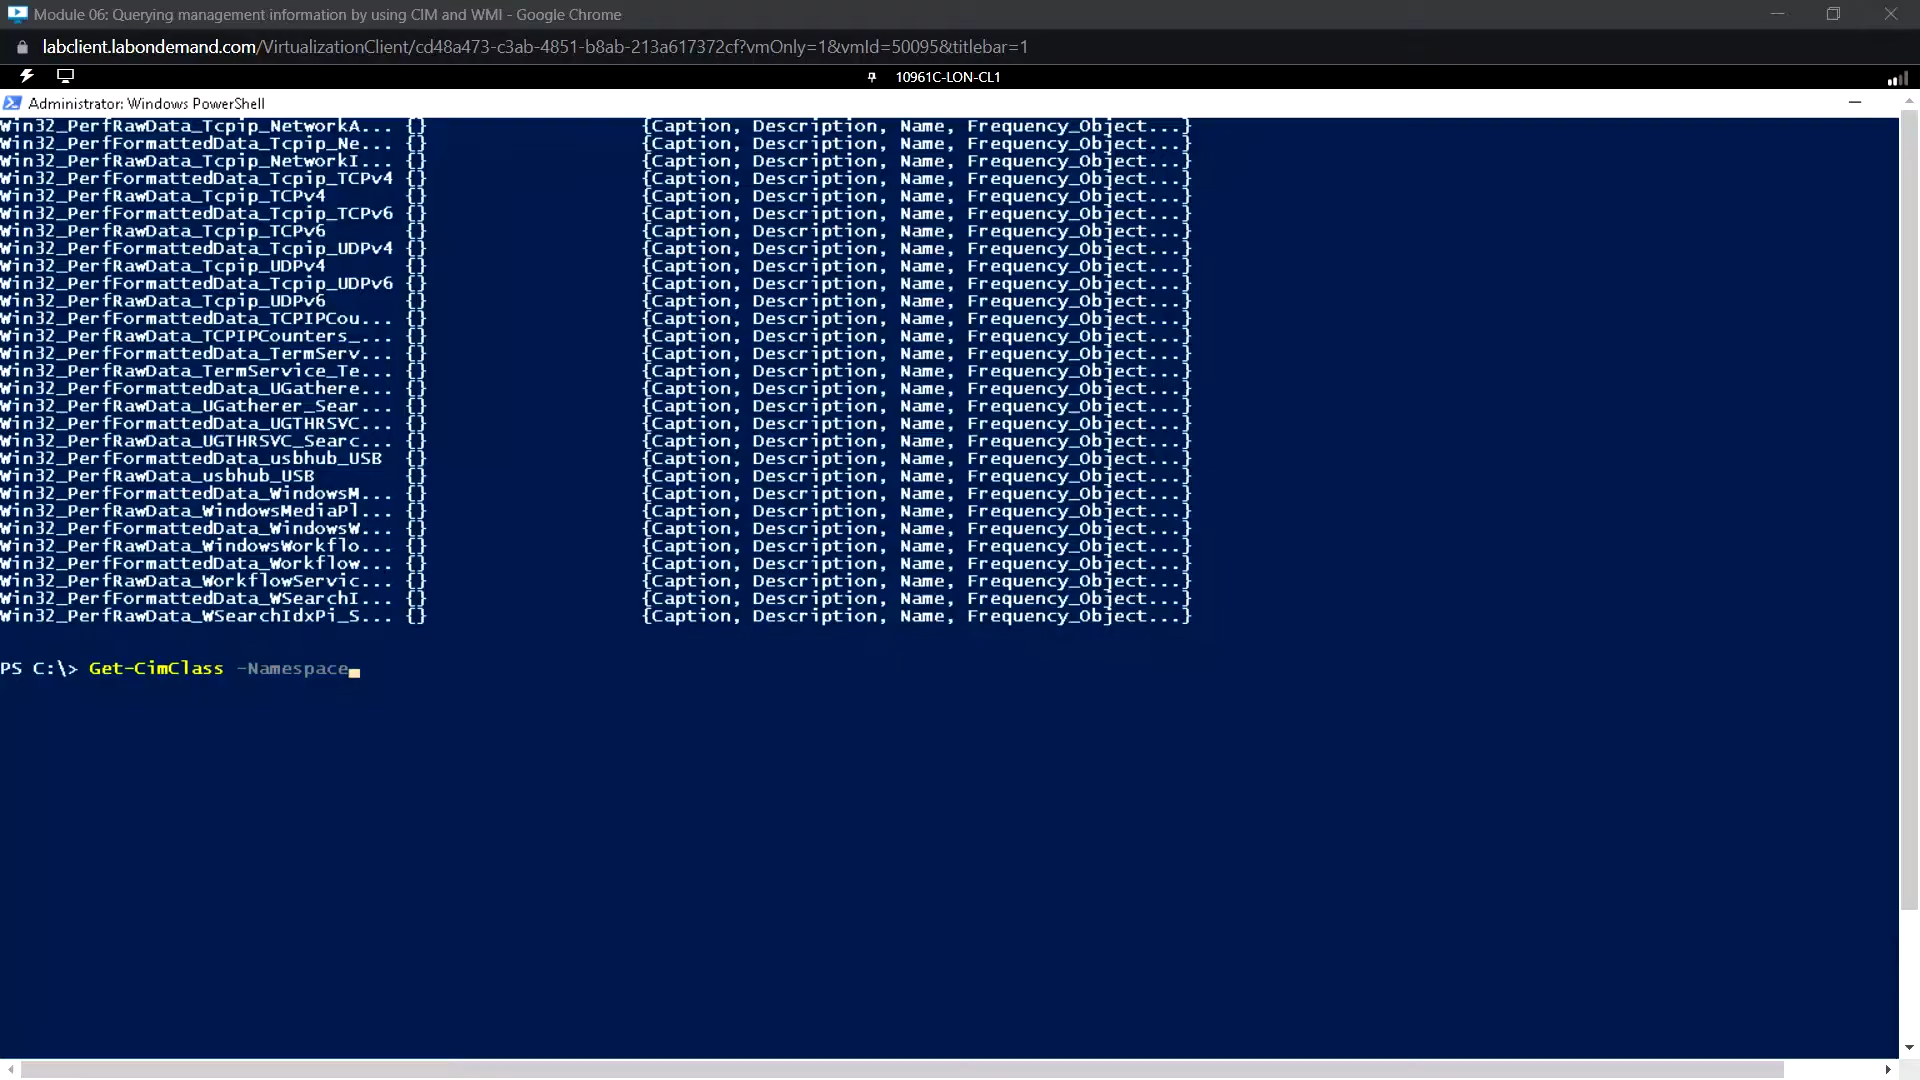 Module 06: Querying management information by using CIM and WMI - Google Chrome
labclient.labondemand.com/VirtualizationClient/cd48a473-c3ab-4851-b8ab-213a617372cf?vmOnly=1&vmId=50095&titlebar=1
10961C-LON-CL1
Administrator: Windows PowerShell
Win32_PerfRawData_Tcpip_NetworkA... {} {Caption, Description, Name, Frequency_Object...}
Win32_PerfFormattedData_Tcpip_Ne... {} {Caption, Description, Name, Frequency_Object...}
Win32_PerfRawData_Tcpip_NetworkI... {} {Caption, Description, Name, Frequency_Object...}
Win32_PerfFormattedData_Tcpip_TCPv4 {} {Caption, Description, Name, Frequency_Object...}
Win32_PerfRawData_Tcpip_TCPv4 {} {Caption, Description, Name, Frequency_Object...}
Win32_PerfFormattedData_Tcpip_TCPv6 {} {Caption, Description, Name, Frequency_Object...}
Win32_PerfRawData_Tcpip_TCPv6 {} {Caption, Description, Name, Frequency_Object...}
Win32_PerfFormattedData_Tcpip_UDPv4 {} {Caption, Description, Name, Frequency_Object...}
Win32_PerfRawData_Tcpip_UDPv4 {} {Caption, Description, Name, Frequency_Object...}
Win32_PerfFormattedData_Tcpip_UDPv6 {} {Caption, Description, Name, Frequency_Object...}
Win32_PerfRawData_Tcpip_UDPv6 {} {Caption, Description, Name, Frequency_Object...}
Win32_PerfFormattedData_TCPIPCou... {} {Caption, Description, Name, Frequency_Object...}
Win32_PerfRawData_TCPIPCounters_... {} {Caption, Description, Name, Frequency_Object...}
Win32_PerfFormattedData_TermServ... {} {Caption, Description, Name, Frequency_Object...}
Win32_PerfRawData_TermService_Te... {} {Caption, Description, Name, Frequency_Object...}
Win32_PerfFormattedData_UGathere... {} {Caption, Description, Name, Frequency_Object...}
Win32_PerfRawData_UGatherer_Sear... {} {Caption, Description, Name, Frequency_Object...}
Win32_PerfFormattedData_UGTHRSVC... {} {Caption, Description, Name, Frequency_Object...}
Win32_PerfRawData_UGTHRSVC_Searc... {} {Caption, Description, Name, Frequency_Object...}
Win32_PerfFormattedData_usbhub_USB {} {Caption, Description, Name, Frequency_Object...}
Win32_PerfRawData_usbhub_USB {} {Caption, Description, Name, Frequency_Object...}
Win32_PerfFormattedData_WindowsM... {} {Caption, Description, Name, Frequency_Object...}
Win32_PerfRawData_WindowsMediaPl... {} {Caption, Description, Name, Frequency_Object...}
Win32_PerfFormattedData_WindowsW... {} {Caption, Description, Name, Frequency_Object...}
Win32_PerfRawData_WindowsWorkflo... {} {Caption, Description, Name, Frequency_Object...}
Win32_PerfFormattedData_Workflow... {} {Caption, Description, Name, Frequency_Object...}
Win32_PerfRawData_WorkflowServic... {} {Caption, Description, Name, Frequency_Object...}
Win32_PerfFormattedData_WSearchI... {} {Caption, Description, Name, Frequency_Object...}
Win32_PerfRawData_WSearchIdxPi_S... {} {Caption, Description, Name, Frequency_Object...}
PS C:\> Get-CimClass -Namespace